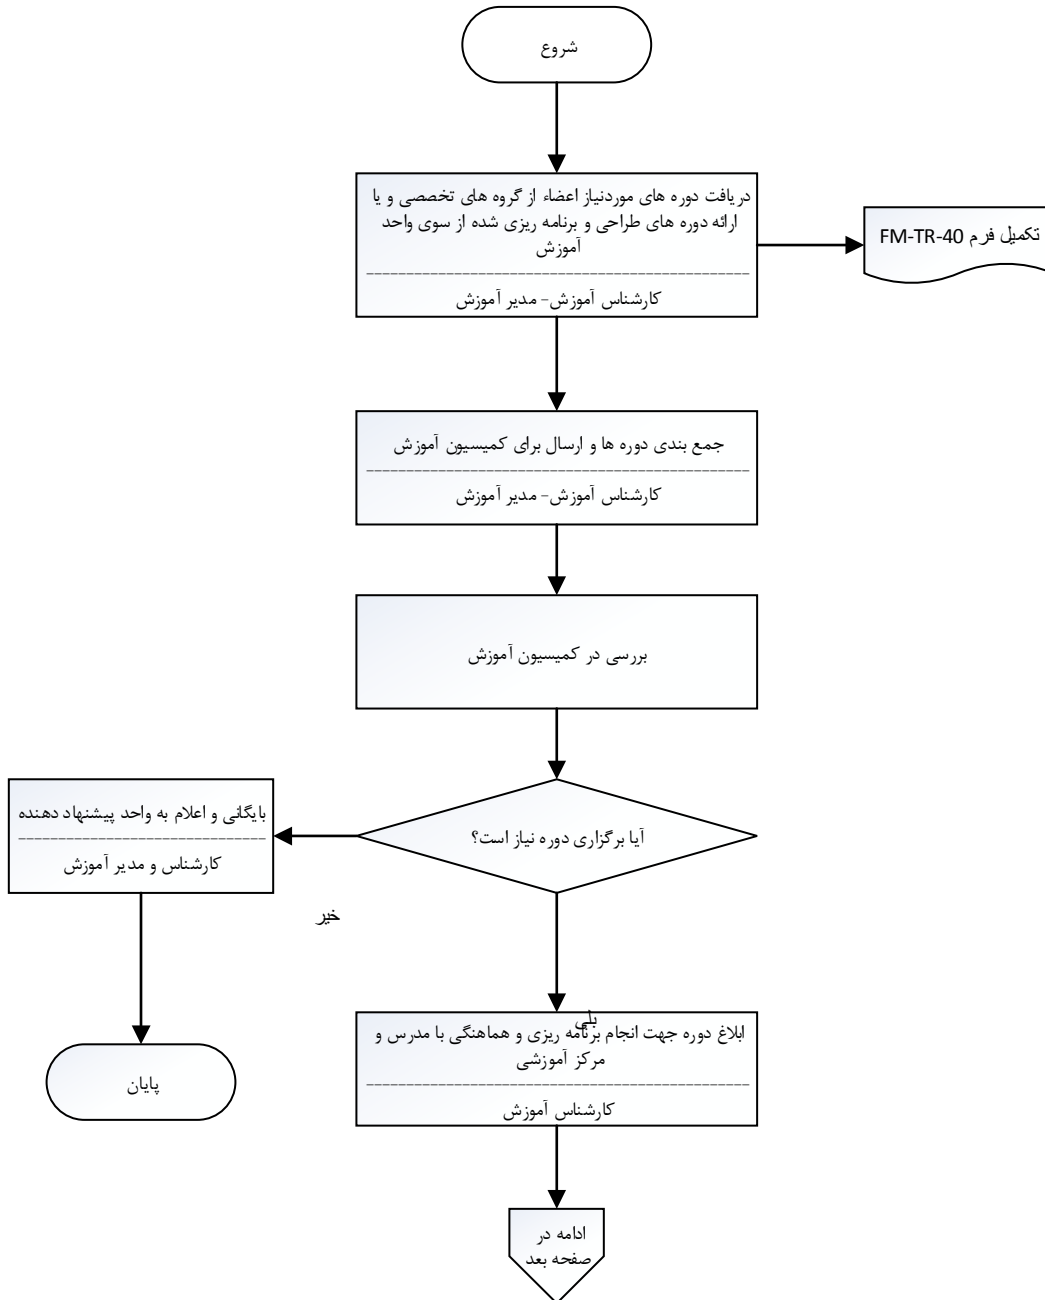 شروع
دریافت دوره های موردنیاز اعضاء از گروه های تخصصی و یا
ارائه دوره های طراحی و برنامه ریزی شده از سوی واحد
آموزش
کارشناس آموزش- مدیر آموزش
تکمیل فرم FM-TR-40
جمع بندی دوره ها و ارسال برای کمیسیون آموزش
کارشناس آموزش- مدیر آموزش
بررسی در کمیسیون آموزش
آیا برگزاری دوره نیاز است؟
بایگانی و اعلام به واحد پیشنهاد دهنده
کارشناس و مدیر آموزش
خیر
پایان
بلی
ابلاغ دوره جهت انجام برنامه ریزی و هماهنگی با مدرس و
مرکز آموزشی
کارشناس آموزش
ادامه در
صفحه بعد